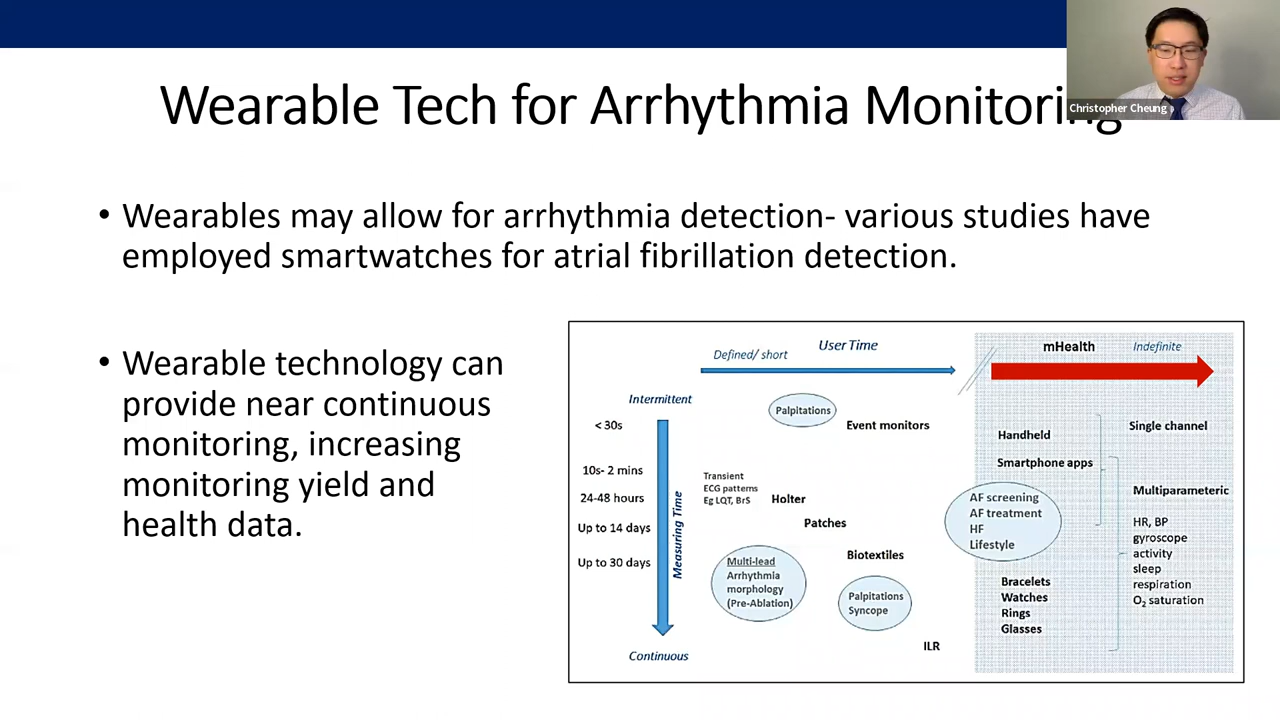 Wearable Tech for Arrhythmia Monitoring
Christopher Cheung
• Wearables may allow for arrhythmia detection- various studies have
employed smartwatches for atrial fibrillation detection.
• Wearable technology can
provide near continuous
monitoring, increasing
monitoring yield and
health data.
User Time
Defined/ short
mHealth
Indefinite
Intermittent
< 30s
10s- 2 mins
24-48 hours
Up to 14 days
Up to 30 days
Measuring Time
Continuous
Palpitations
Event monitors
Transient
ECG patterns
Eg LQT, BrS
Holter
Patches
Biotextiles
Multi-lead
Arrhythmia
morphology
(Pre-Ablation)
Palpitations
Syncope
ILR
Handheld
Smartphone apps
AF screening
AF treatment
HF
Lifestyle
Bracelets
Watches
Rings
Glasses
Single channel
Multiparameteric
HR, BP
gyroscope
activity
sleep
respiration
O₂ saturation